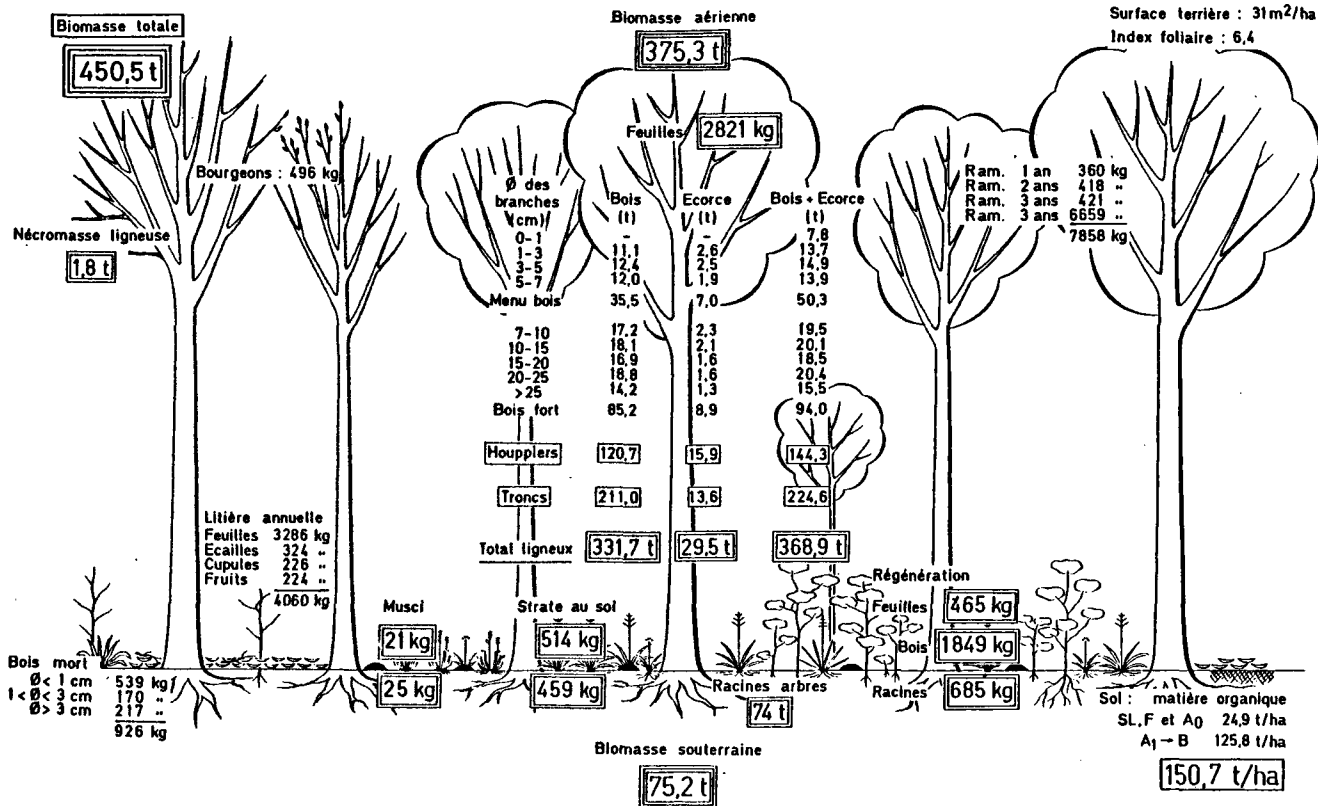 Biomasse totale
450,5 t
Biomasse aérienne
375,3 t
Surface terrière : 31 m²/ha
Index foliaire : 6,4
Feuilles 2821 kg
Bourgeons : 496 kg
Nécromasse ligneuse
1,8 t
Ram. 1 an 360 kg
Ram. 2 ans 418 "
Ram. 3 ans 421 "
Ram. 3 ans 6659 "
7858 kg
Ø des branches (cm) Bois (t) Ecorce (t) Bois + Ecorce (t)
0-1 - - 7,8
1-3 11,1 2,6 13,7
3-5 12,4 2,5 14,9
5-7 12,0 1,9 13,9
Menu bois 35,5 7,0 50,3
7-10 17,2 2,3 19,5
10-15 18,1 2,1 20,1
15-20 16,9 1,6 18,5
20-25 18,8 1,6 20,4
>25 14,2 1,3 15,5
Bois fort 85,2 8,9 94,0
Houppiers 120,7 15,9 144,3
Troncs 211,0 13,6 224,6
Total ligneux 331,7 t 29,5 t 368,9 t
Litière annuelle
Feuilles 3286 kg
Ecailles 324 "
Cupules 226 "
Fruits 224 "
4060 kg
Musci
21 kg
25 kg
Strate au sol
514 kg
459 kg
Régénération
Feuilles 465 kg
Bois 1849 kg
Racines 685 kg
Racines arbres
74 t
Bois mort
Ø < 1 cm 539 kg
1 < Ø < 3 cm 170 "
Ø > 3 cm 217 "
926 kg
Sol : matière organique
SL,F et A0 24,9 t/ha
A1 → B 125,8 t/ha
150,7 t/ha
Biomasse souterraine
75,2 t